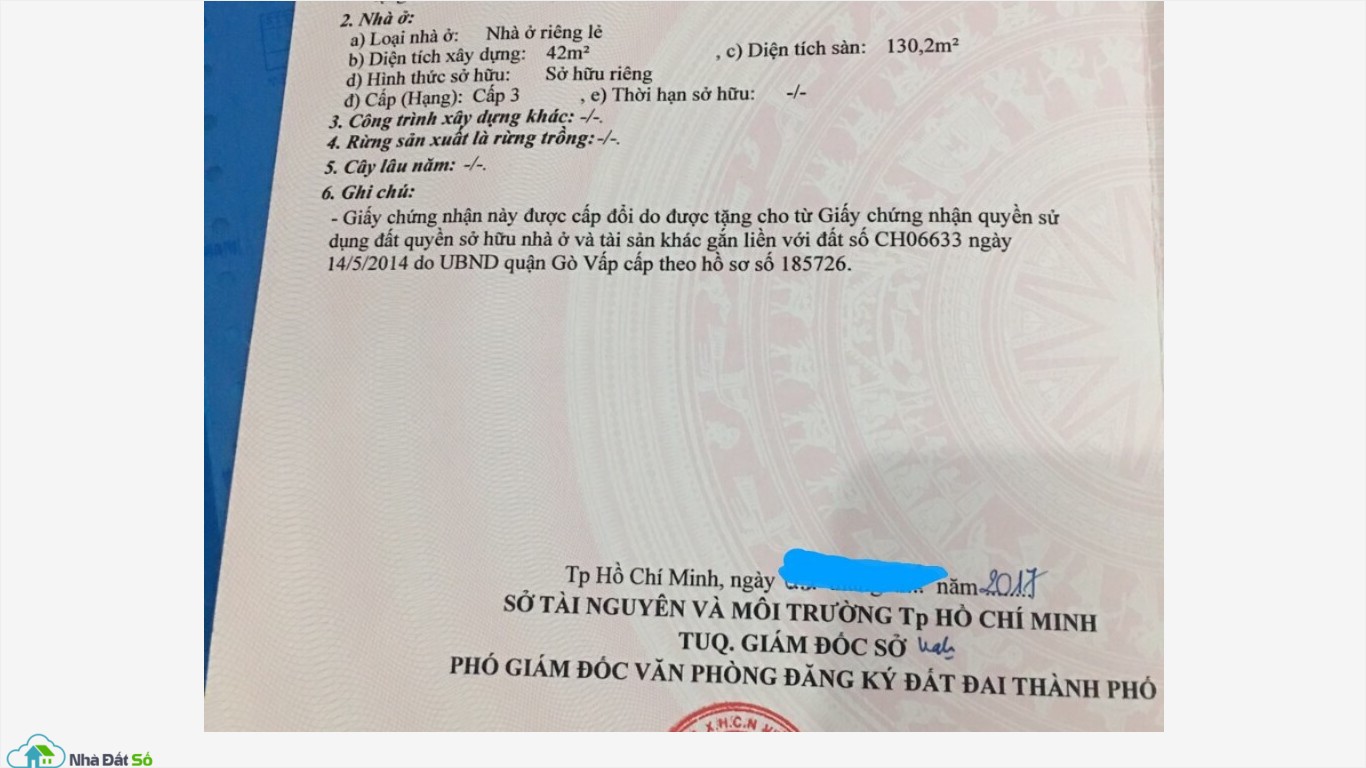 2. Nhà ở:
a) Loại nhà ở: Nhà ở riêng lẻ
b) Diện tích xây dựng: 42m² , c) Diện tích sàn: 130,2m²
d) Hình thức sở hữu: Sở hữu riêng
đ) Cấp (Hạng): Cấp 3 , e) Thời hạn sở hữu: -/-
3. Công trình xây dựng khác: -/-.
4. Rừng sản xuất là rừng trồng:-/-.
5. Cây lâu năm: -/-.
6. Ghi chú:
- Giấy chứng nhận này được cấp đổi do được tặng cho từ Giấy chứng nhận quyền sử
dụng đất quyền sở hữu nhà ở và tài sản khác gắn liền với đất số CH06633 ngày
14/5/2014 do UBND quận Gò Vấp cấp theo hồ sơ số 185726.
Tp Hồ Chí Minh, ngày năm 2017
SỞ TÀI NGUYÊN VÀ MÔI TRƯỜNG Tp HỒ CHÍ MINH
TUQ. GIÁM ĐỐC SỞ
PHÓ GIÁM ĐỐC VĂN PHÒNG ĐĂNG KÝ ĐẤT ĐAI THÀNH PHỐ
X.H.C.N
Nhà Đất Số